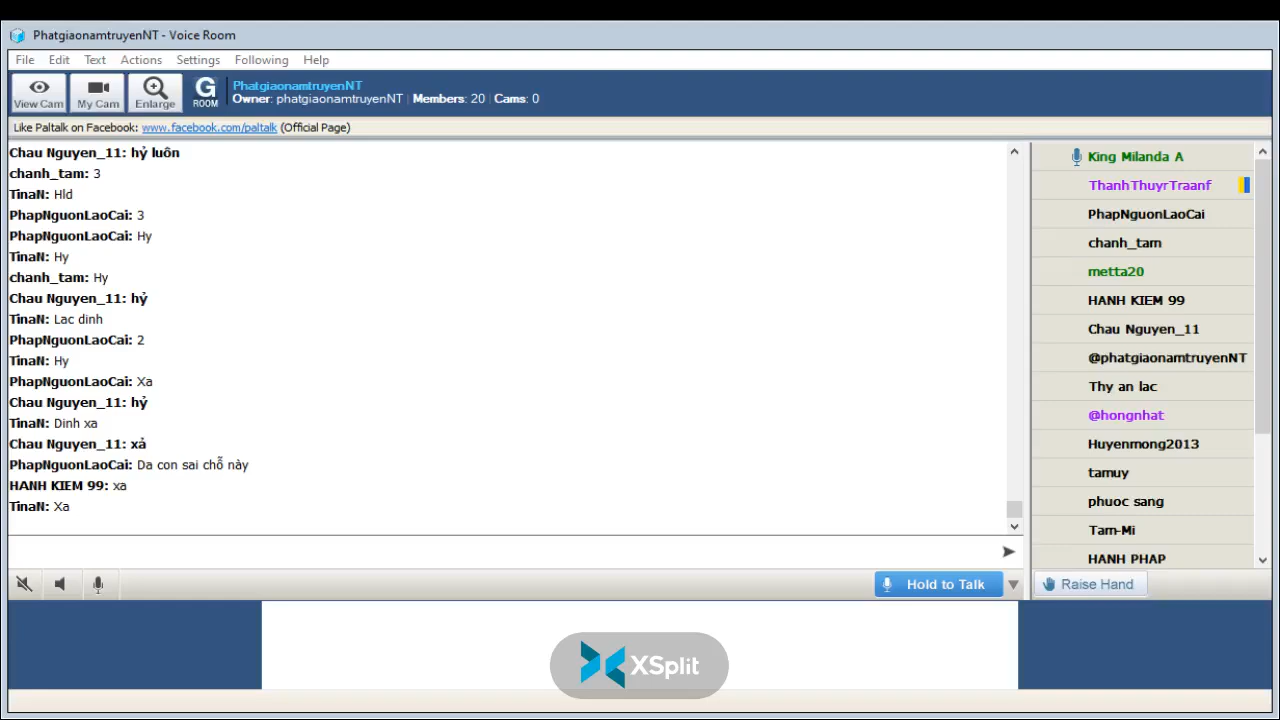 PhatgiaonamtruyenNT - Voice Room
File Edit Text Actions Settings Following Help
View Cam My Cam Enlarge G ROOM
PhatgiaonamtruyenNT
Owner: phatgiaonamtruyenNT | Members: 20 | Cams: 0
Like Paltalk on Facebook: www.facebook.com/paltalk (Official Page)
Chau Nguyen_11: hỷ luôn
chanh_tam: 3
TinaN: Hld
PhapNguonLaoCai: 3
PhapNguonLaoCai: Hy
TinaN: Hy
chanh_tam: Hy
Chau Nguyen_11: hỷ
TinaN: Lac dinh
PhapNguonLaoCai: 2
TinaN: Hy
PhapNguonLaoCai: Xa
Chau Nguyen_11: hỷ
TinaN: Dinh xa
Chau Nguyen_11: xả
PhapNguonLaoCai: Da con sai chỗ này
HANH KIEM 99: xa
TinaN: Xa
King Milanda A
ThanhThuyrTraanf
PhapNguonLaoCai
chanh_tam
metta20
HANH KIEM 99
Chau Nguyen_11
@phatgiaonamtruyenNT
Thy an lac
@hongnhat
Huyenmong2013
tamuy
phuoc sang
Tam-Mi
HANH PHAP
Hold to Talk
Raise Hand
XSplit